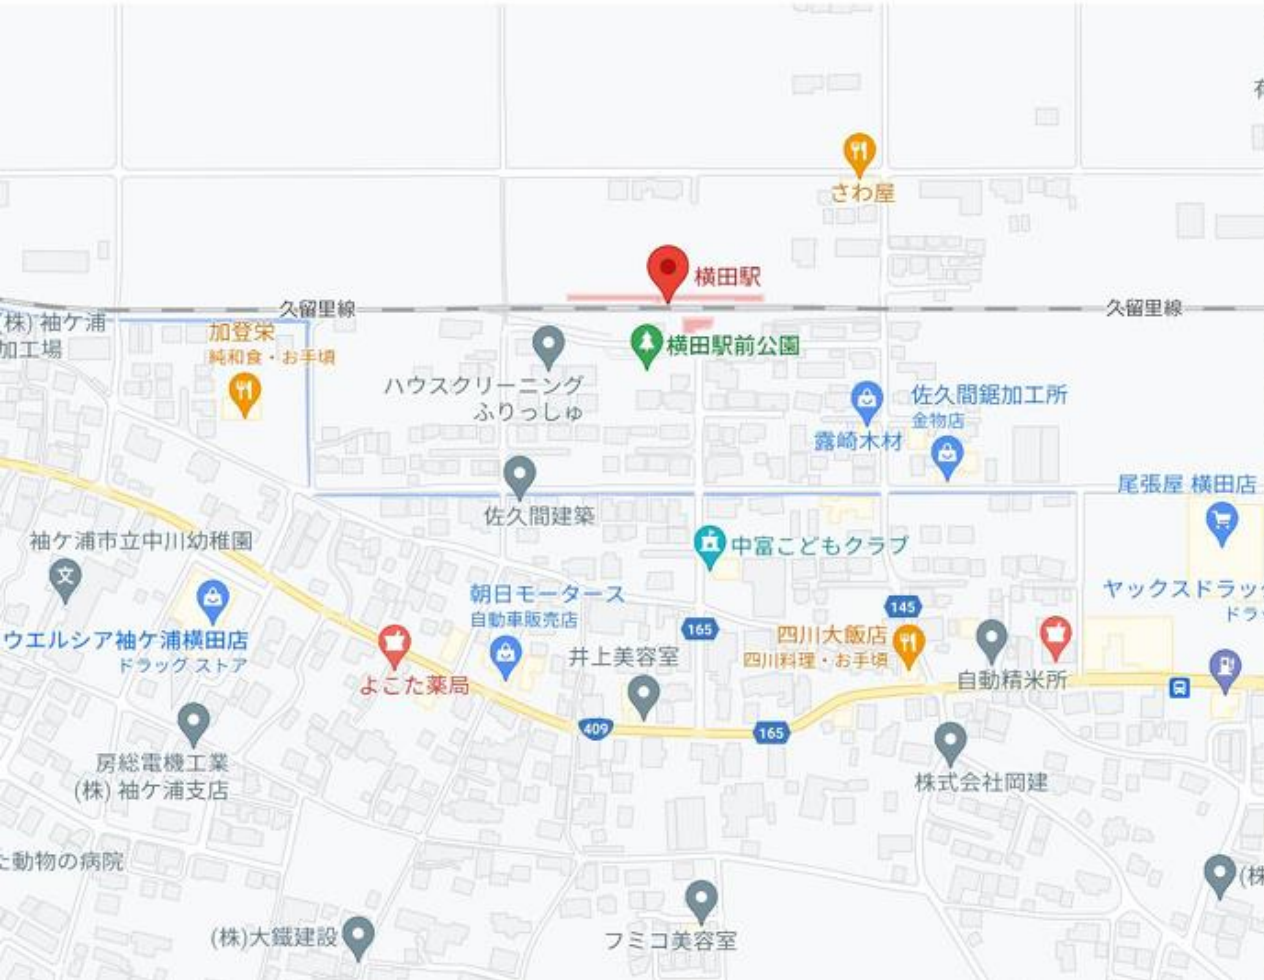 さわ屋
横田駅
久留里線
久留里線
(株) 袖ケ浦
加工場
加登栄
純和食・お手頃
横田駅前公園
ハウスクリーニング
ふりっしゅ
佐久間鋸加工所
金物店
露崎木材
尾張屋 横田店
佐久間建築
袖ケ浦市立中川幼稚園
文
中富こどもクラブ
朝日モータース
自動車販売店
ヤックスドラッグ
145
165
ウエルシア袖ケ浦横田店
ドラッグ ストア
四川大飯店
四川料理・お手頃
井上美容室
よこた薬局
自動精米所
409
165
房総電機工業
(株) 袖ケ浦支店
株式会社岡建
た動物の病院
(株
(株)大鐵建設
フミコ美容室